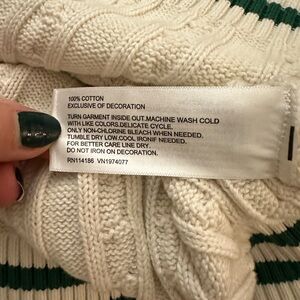 100% COTTON
EXCLUSIVE OF DECORATION
TURN GARMENT INSIDE OUT.MACHINE WASH COLD
WITH LIKE COLORS.DELICATE CYCLE.
ONLY NON-CHLORINE BLEACH WHEN NEEDED.
TUMBLE DRY LOW.COOL IRONIF NEEDED.
FOR BETTER CARE LINE DRY.
DO NOT IRON ON DECORATION.
RN114186 VN1974077